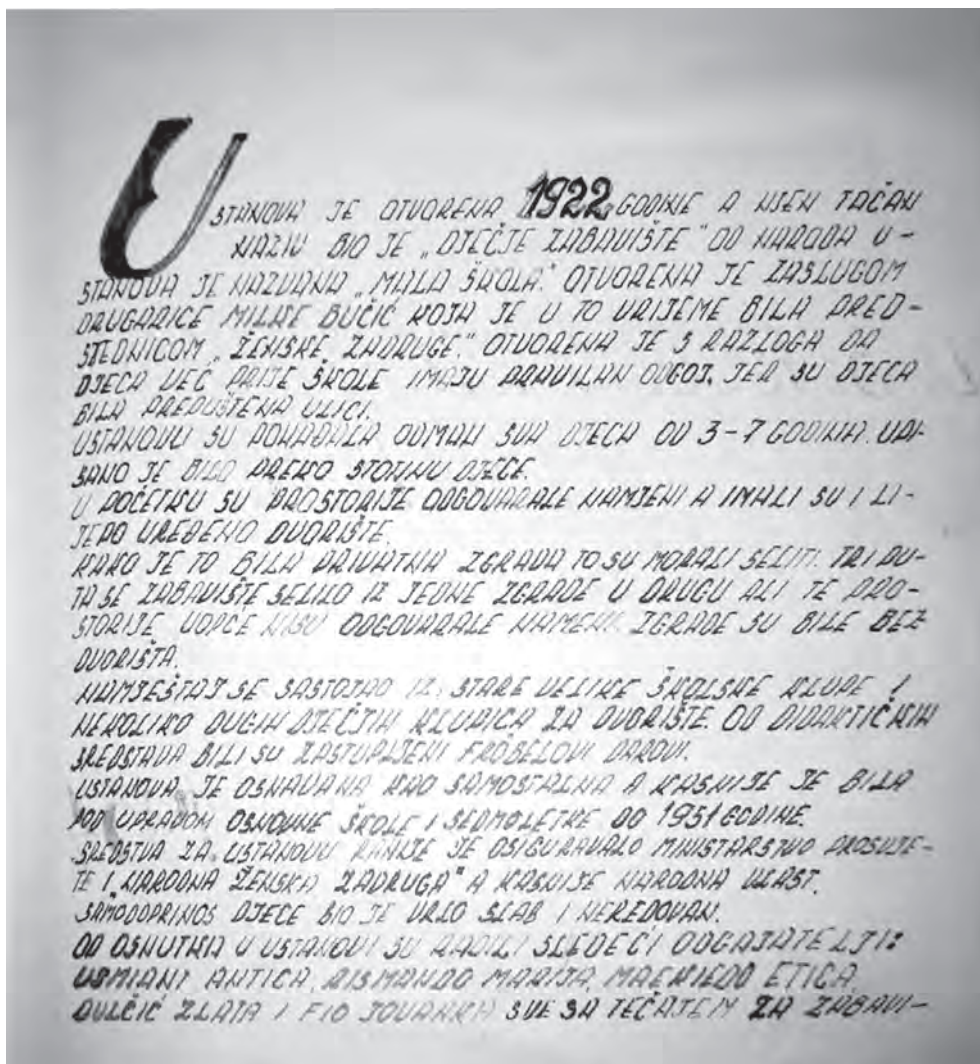 USTANOVA JE OTVORENA 1922 GODINE A NJEN TAČAN
NAZIV BIO JE „DJEČJE ZABAVIŠTE" OD NARODA U-
STANOVA JE NAZVANA „MALA ŠKOLA". OTVORENA JE ZASLUGOM
DRUGARICE MILKE BUČIĆ KOJA JE U TO VRIJEME BILA PRED-
STEDNICOM „ŽENSKE ZADRUGE." OTVORENA JE S RAZLOGA DA
DJECA VEĆ PRIJE ŠKOLE IMAJU PRAVILAN ODGOJ, JER SU DJECA
BILA PREPUŠTENA ULICI.
USTANOVU SU POHAĐALA ODMALI SVA DJECA OD 3-7 GODINA. UPI-
SANO JE BILO PREKO STOTINU DJECE.
U POČETKU SU PROSTORIJE ODGOVARALE NAMJENI A IMALI SU I LI-
JEPO UREĐENO DVORIŠTE.
KAKO JE TO BILA PRIVATNA ZGRADA TO SU MORALI SELITI. TRI PU-
TA SE ZABAVIŠTE SELILO IZ JEDNE ZGRADE U DRUGU ALI TE PRO-
STORIJE UOPĆE NISU ODGOVARALE NAMENI. ZGRADE SU BILE BEZ
DVORIŠTA.
NAMJEŠTAJ SE SASTOJAO IZ: STARE VELIKE ŠKOLSKE KLUPE I
NEKOLIKO DUGIH DJEČJIH KLUPICA ZA DVORIŠTE. OD DIDAKTIČKIH
SREDSTAVA BILI SU ZASTUPLJENI FRÖBELOVI DAROVI.
USTANOVA JE OSNOVANA KAO SAMOSTALNA A KASNIJE JE BILA
POD UPRAVOM OSNOVNE ŠKOLE I SEDMOLETKE DO 1951 GODINE.
SREDSTVA ZA USTANOVU RANIJE JE OSIGURAVALO MINISTARSTVO PROSVJE-
TE I „NARODNA ŽENSKA ZADRUGA" A KASNIJE NARODNA VLAST.
SAMODOPRINOS DJECE BIO JE VRLO SLAB I NEREDOVAN.
OD OSNUTKA U USTANOVI SU RADILI SLEDEĆI ODGAJATELJI:
USMIANI ANTICA, RISMONDO MARIJA, MACHIEDO ETICA,
DULČIĆ ZLATA I FIO JOVANKA SVE SA TEČAJEM ZA ZABAVI-